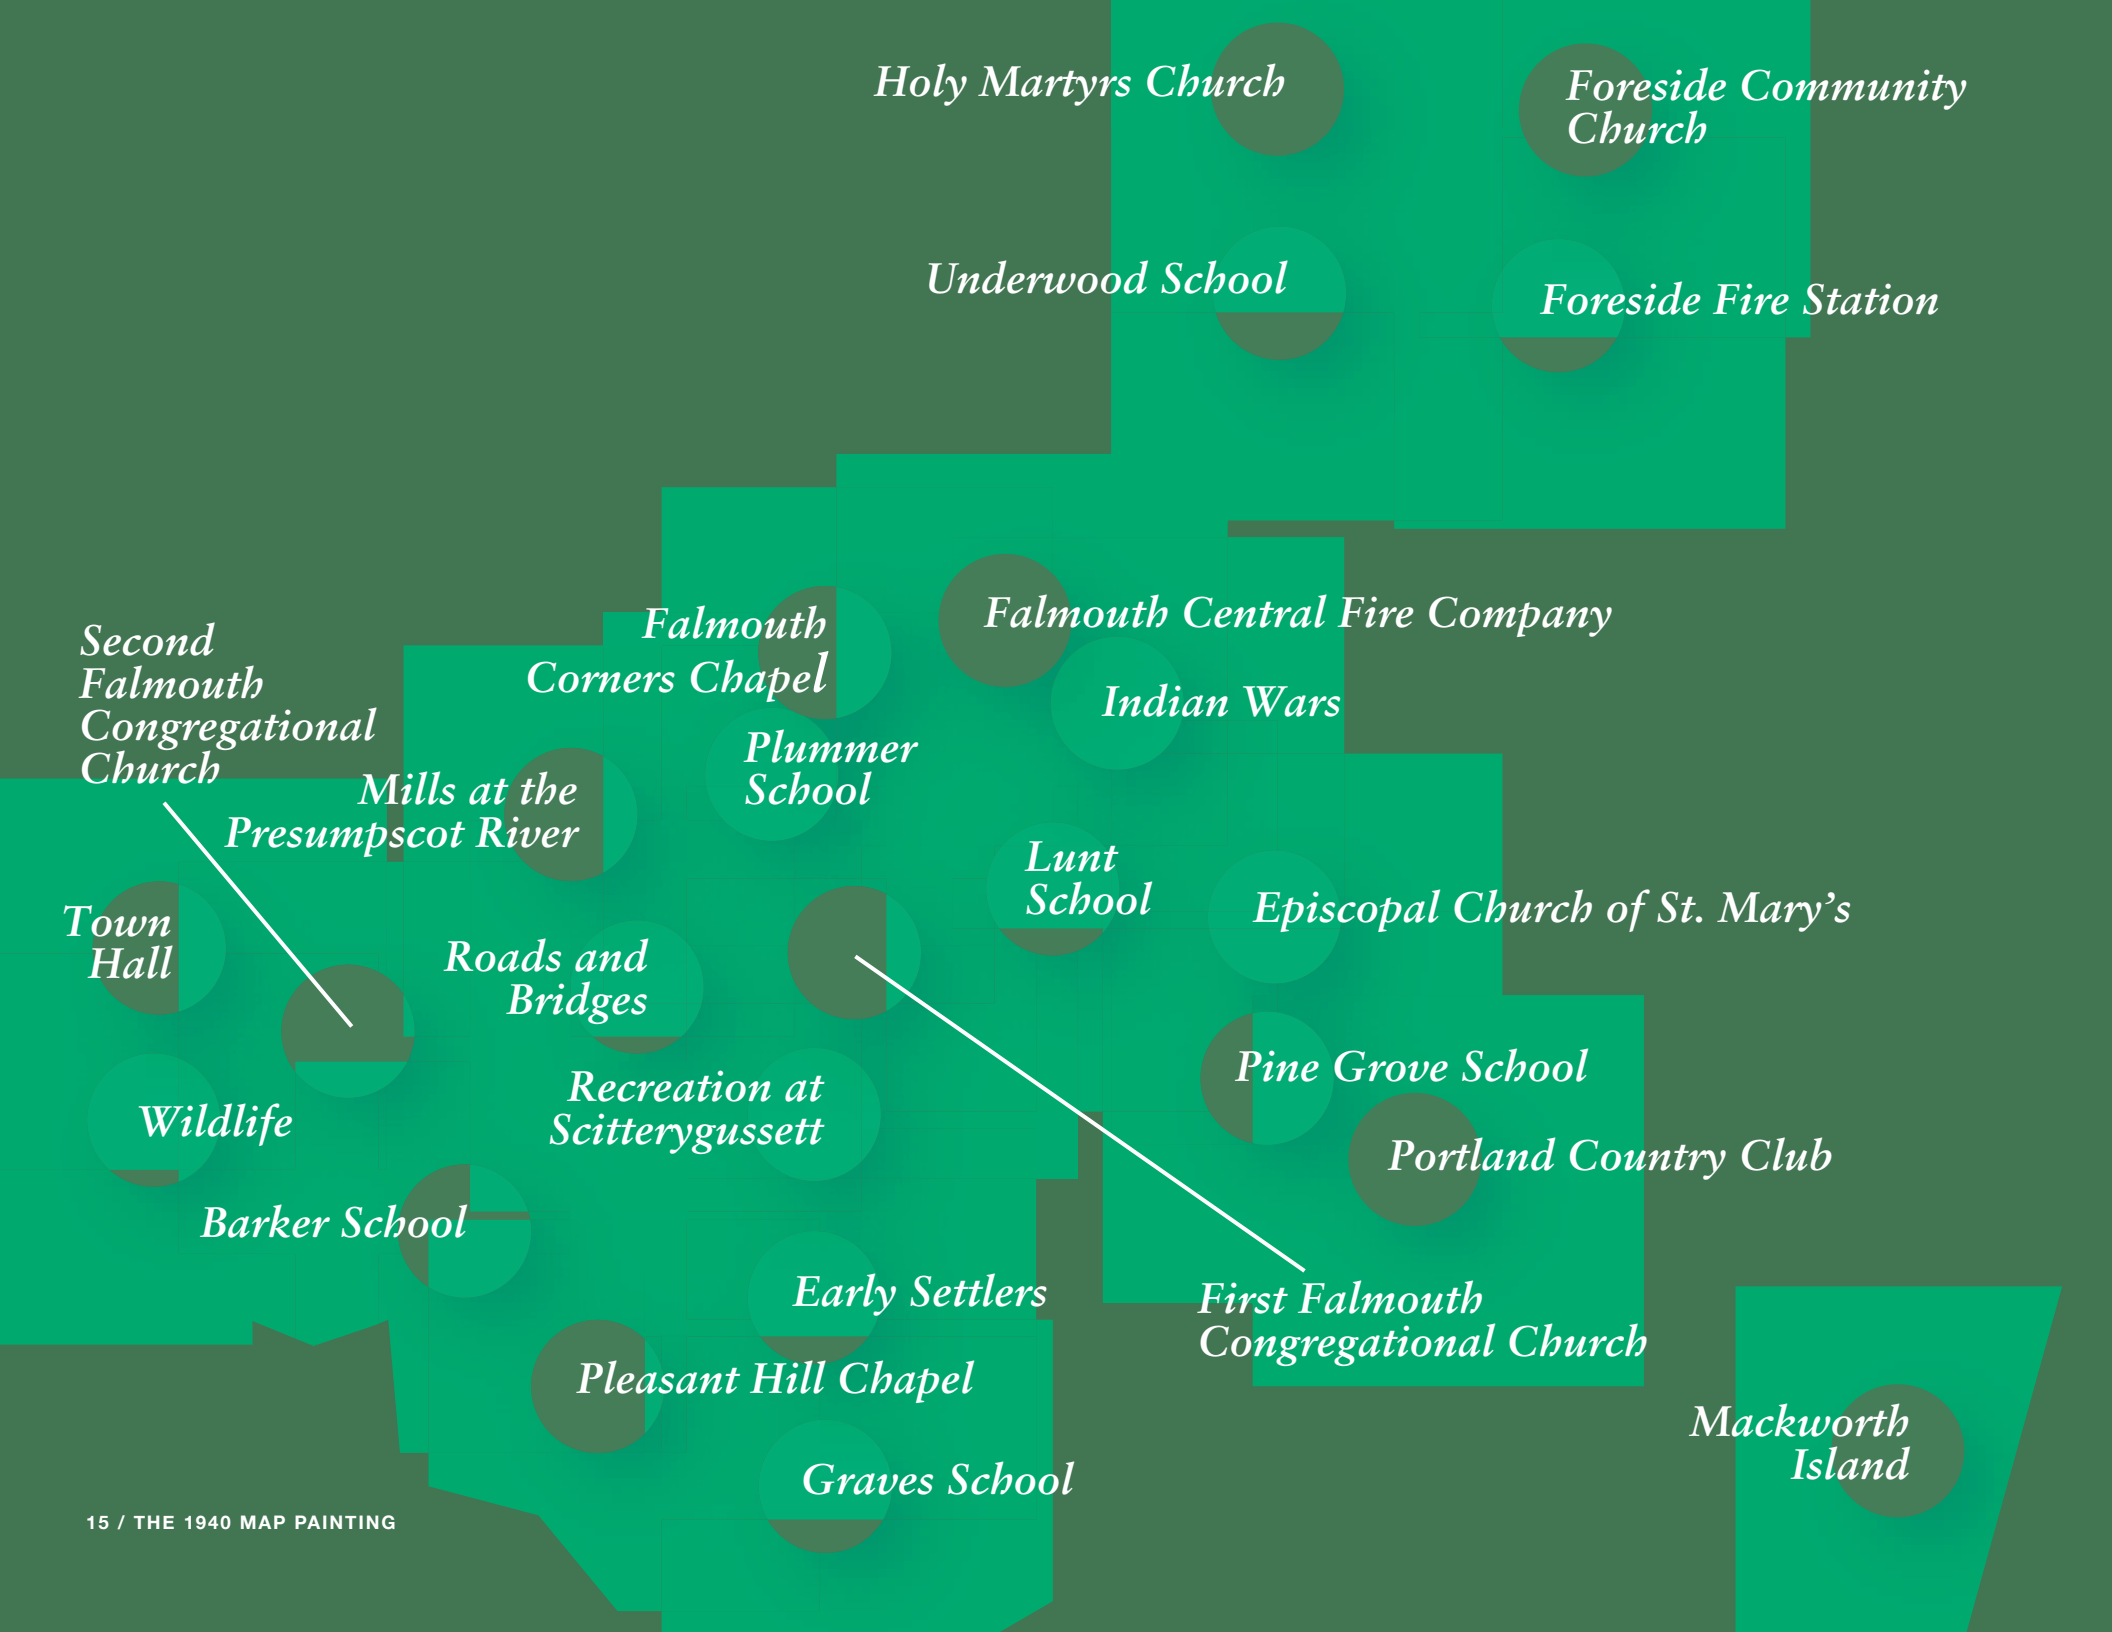 Holy Martyrs Church
Foreside Community
Church
Underwood School
Foreside Fire Station
Falmouth
Corners Chapel
Falmouth Central Fire Company
Second
Falmouth
Congregational
Church
Indian Wars
Plummer
School
Mills at the
Presumpscot River
Lunt
School
Episcopal Church of St. Mary's
Town
Hall
Roads and
Bridges
Pine Grove School
Recreation at
Scitterygussett
Wildlife
Portland Country Club
Barker School
Early Settlers
First Falmouth
Congregational Church
Pleasant Hill Chapel
Mackworth
Island
Graves School
15 / THE 1940 MAP PAINTING